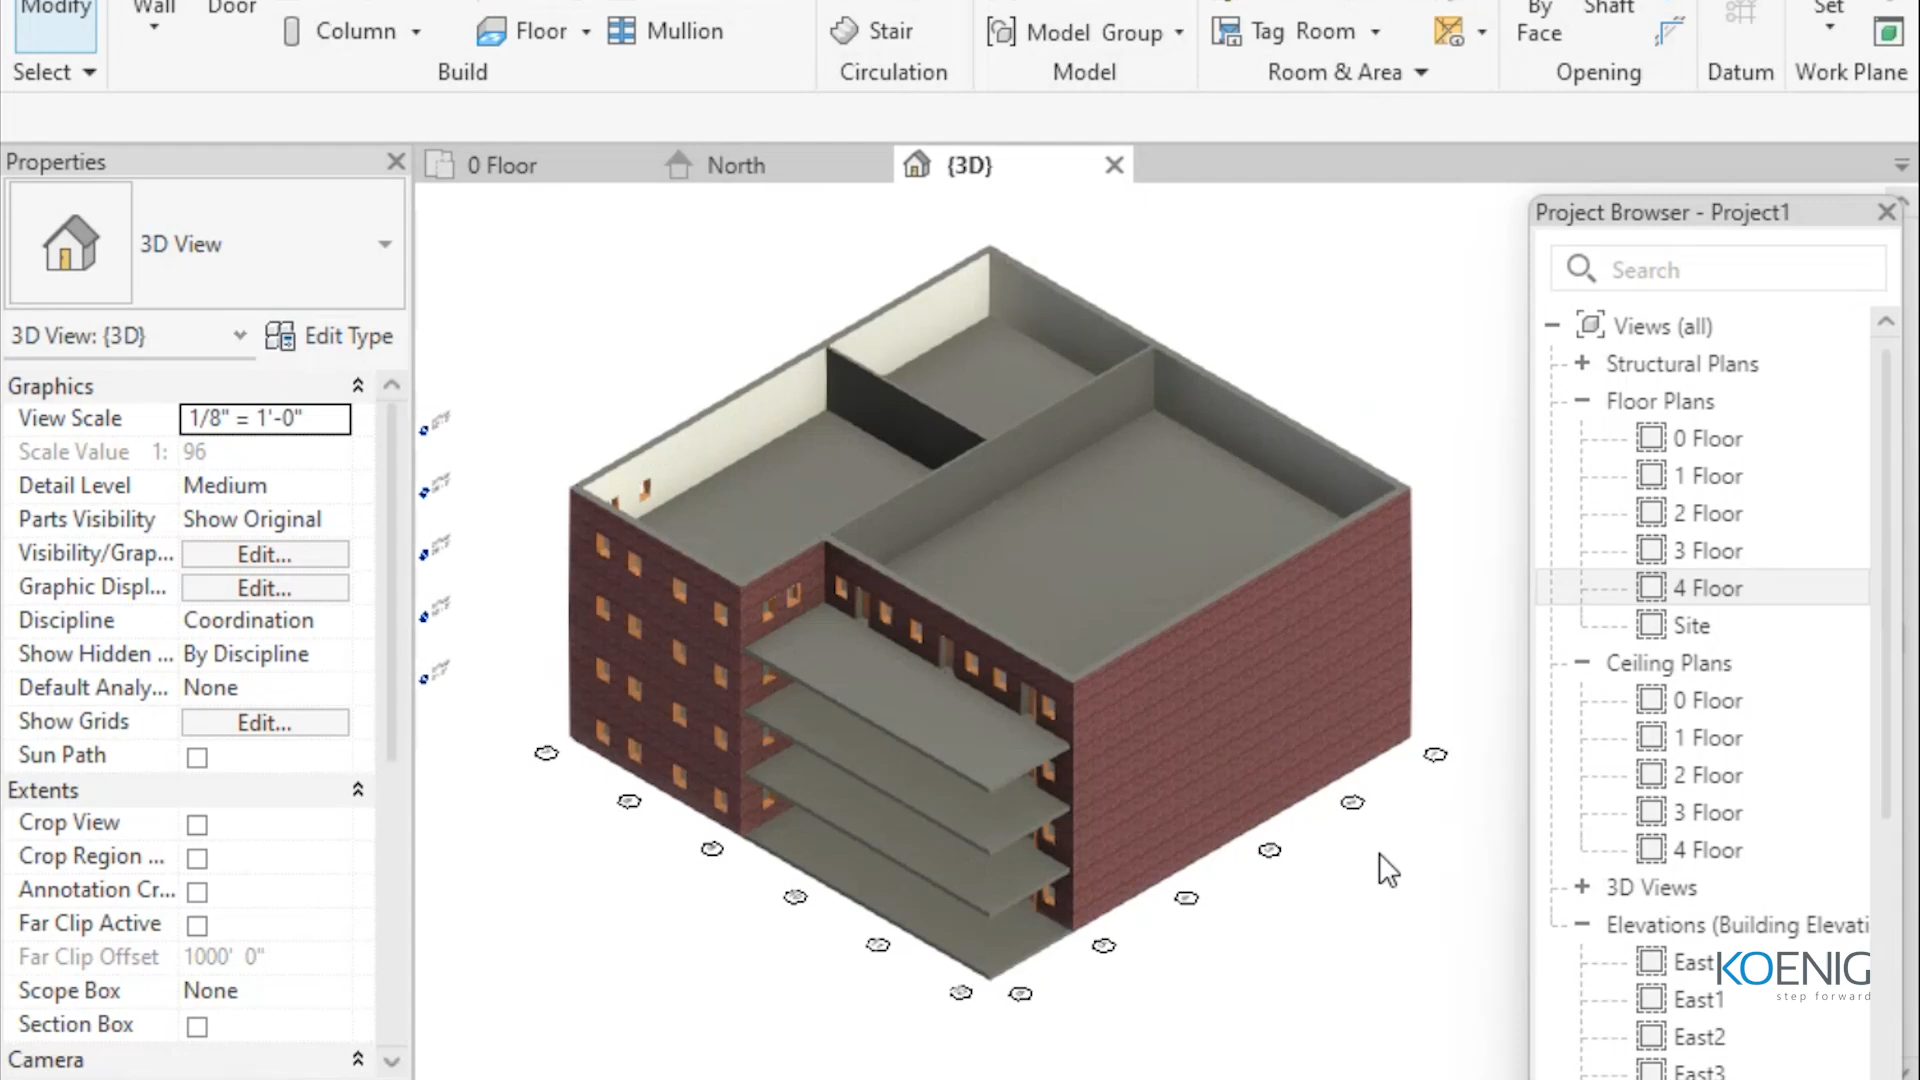 Modify
Wall
Door
Column
Floor
Mullion
Stair
Model Group
Tag Room
By
Face
Shaft
Set
Select
Build
Circulation
Model
Room & Area
Opening
Datum
Work Plane
Properties
0 Floor
North
{3D}
3D View
3D View: {3D}
Edit Type
Graphics
View Scale 1/8" = 1'-0"
Scale Value 1: 96
Detail Level Medium
Parts Visibility Show Original
Visibility/Grap... Edit...
Graphic Displ... Edit...
Discipline Coordination
Show Hidden ... By Discipline
Default Analy... None
Show Grids Edit...
Sun Path
Extents
Crop View
Crop Region ...
Annotation Cr...
Far Clip Active
Far Clip Offset 1000' 0"
Scope Box None
Section Box
Camera
Project Browser - Project1
Search
Views (all)
Structural Plans
Floor Plans
0 Floor
1 Floor
2 Floor
3 Floor
4 Floor
Site
Ceiling Plans
0 Floor
1 Floor
2 Floor
3 Floor
4 Floor
3D Views
Elevations (Building Elevati
East
East1
East2
East3
KOENIG
step forward